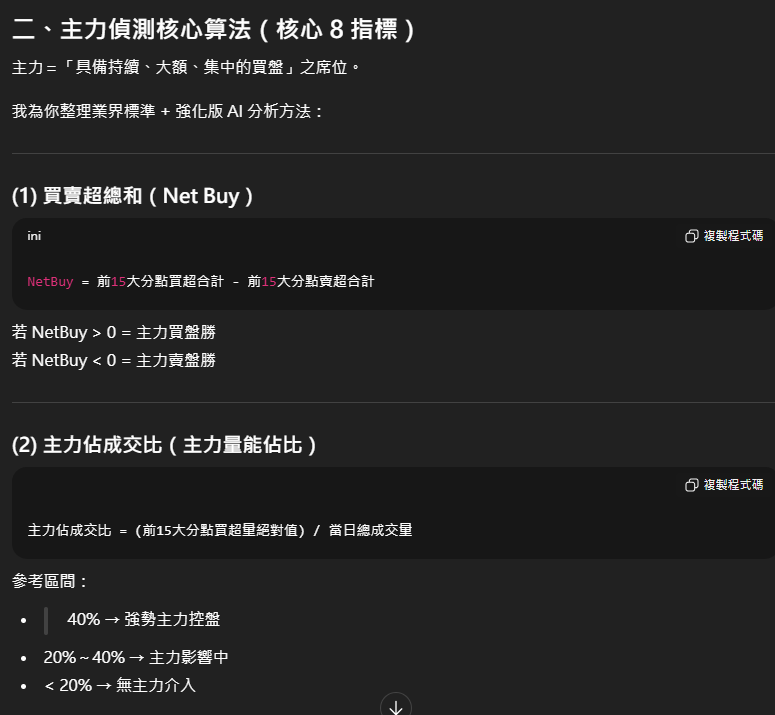 二、主力偵測核心算法（核心 8 指標）
主力＝「具備持續、大額、集中的買盤」之席位。
我為你整理業界標準 + 強化版 AI 分析方法：
(1) 買賣超總和（Net Buy）
ini
複製程式碼
NetBuy = 前15大分點買超合計 - 前15大分點賣超合計
若 NetBuy > 0 = 主力買盤勝
若 NetBuy < 0 = 主力賣盤勝
(2) 主力佔成交比（主力量能佔比）
複製程式碼
主力佔成交比 = (前15大分點買超量絕對值) / 當日總成交量
參考區間：
• 40% → 強勢主力控盤
• 20%～40% → 主力影響中
• < 20% → 無主力介入